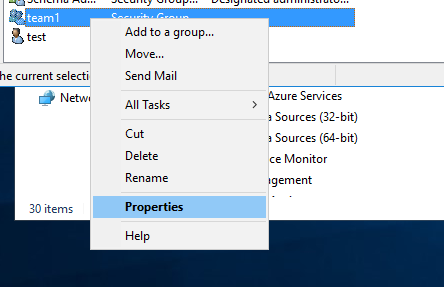 Schema Ad... Security Group... Designated administrato...
team1 Security Group
test
Add to a group...
Move...
Send Mail
he current selectio
All Tasks
Netwo
Azure Services
a Sources (32-bit)
Cut
a Sources (64-bit)
Delete
ce Monitor
Rename
agement
30 items
Properties
Help